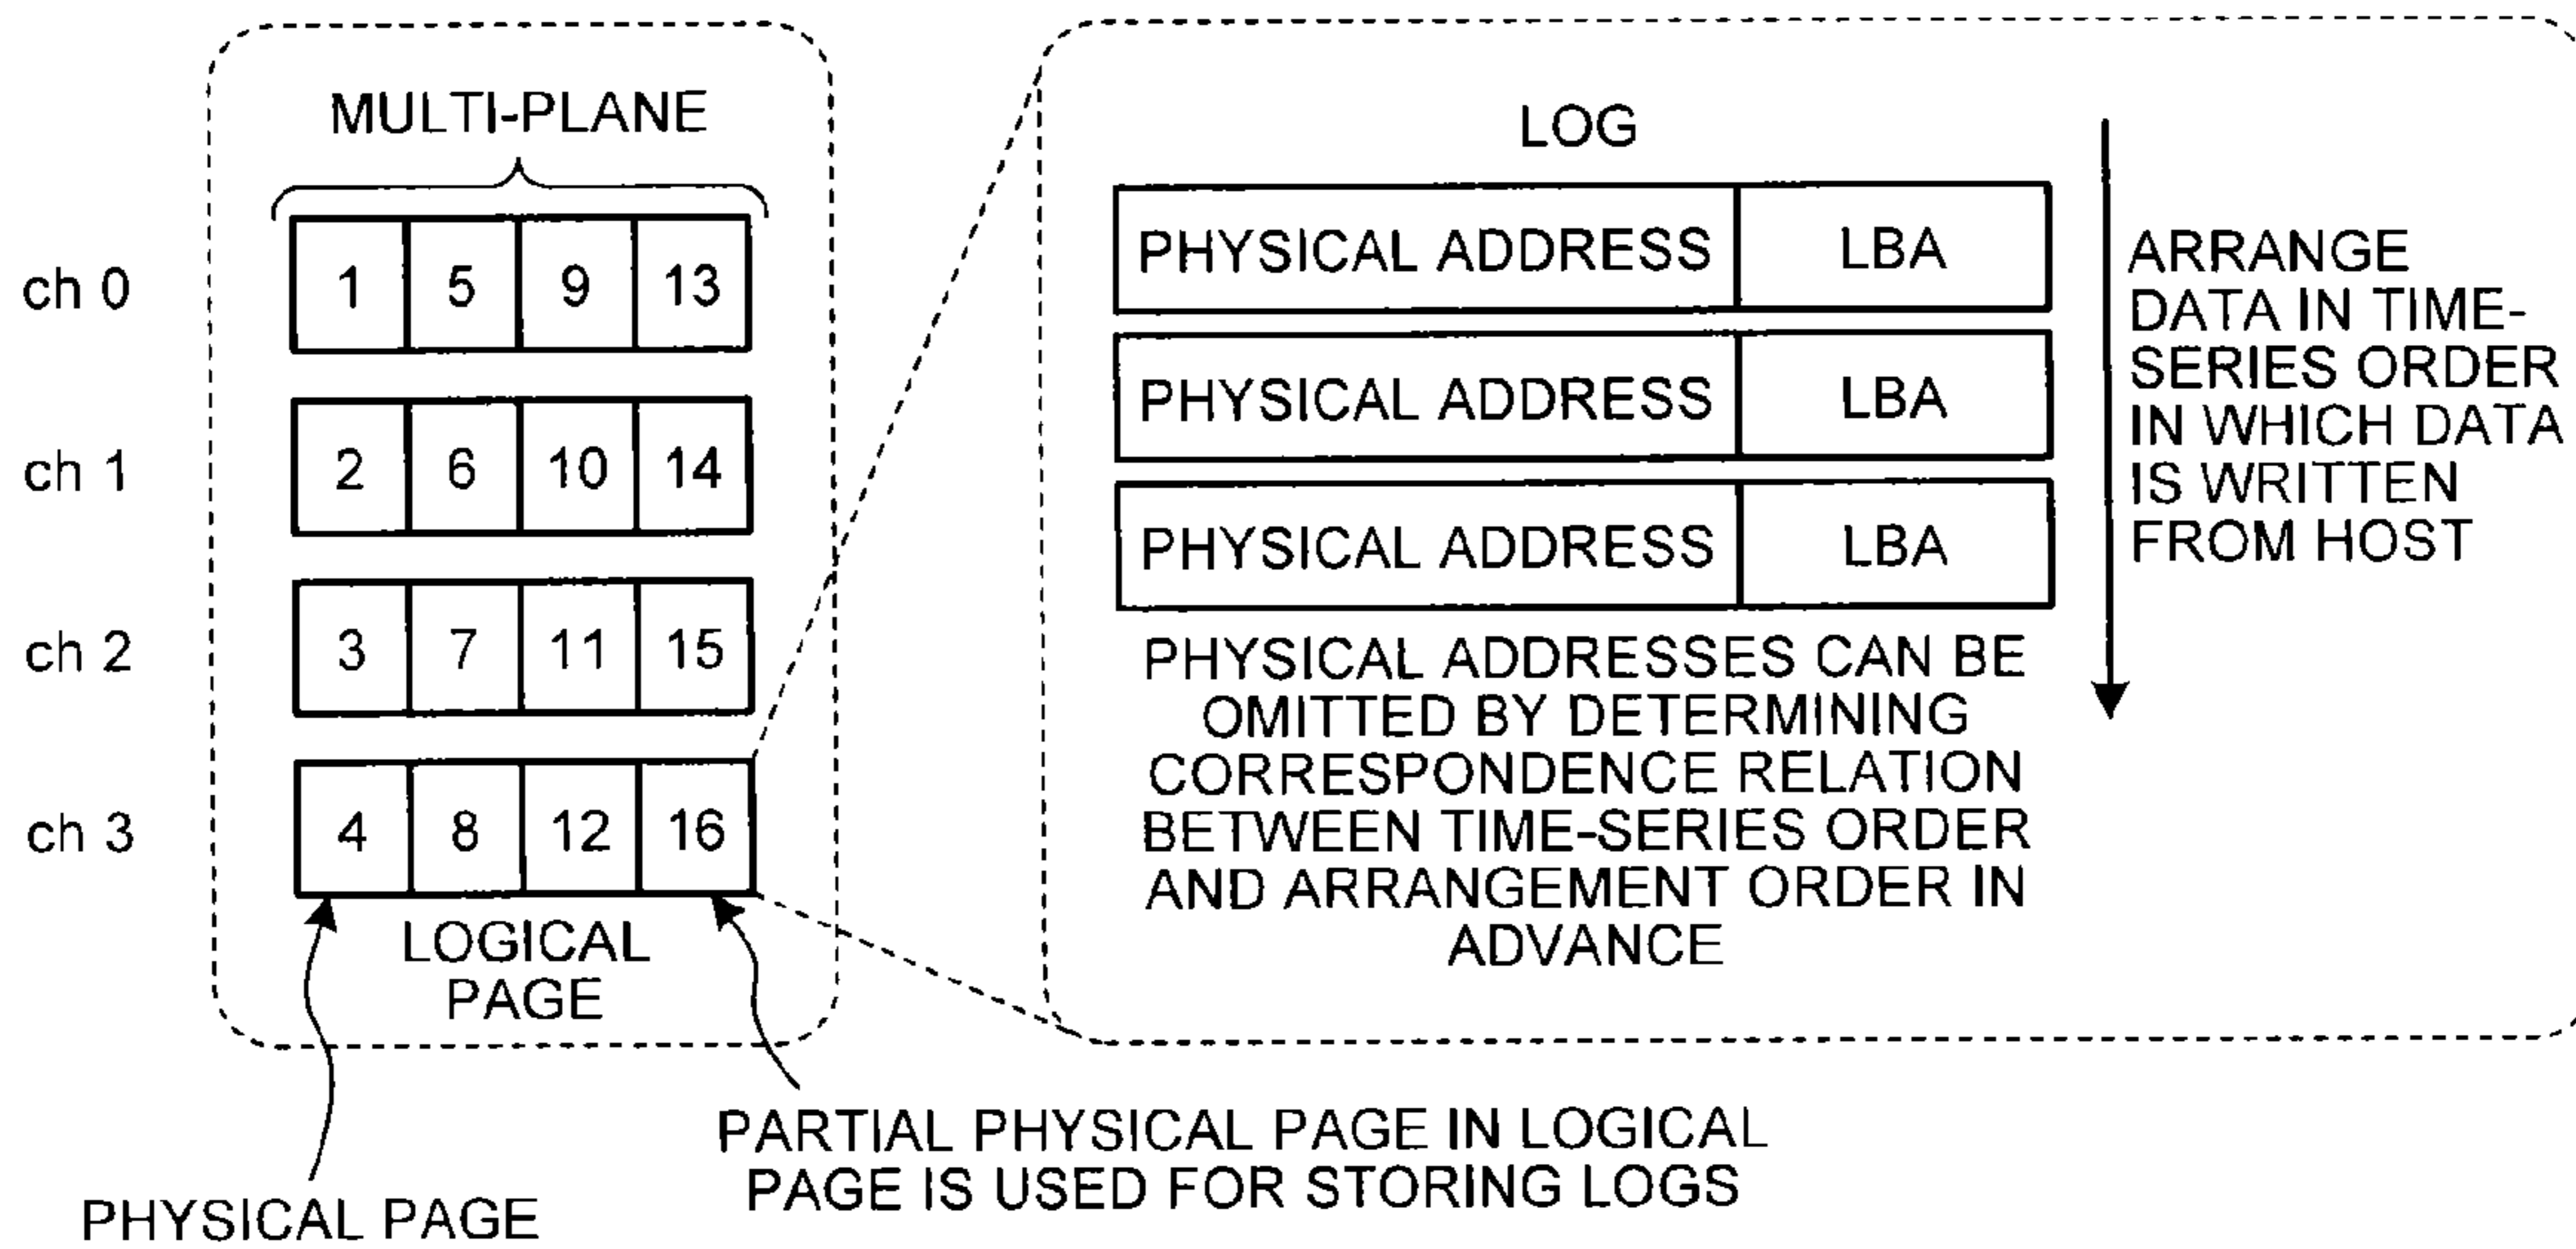 MULTI-PLANE
ch 0 1 5 9 13
ch 1 2 6 10 14
ch 2 3 7 11 15
ch 3 4 8 12 16
LOGICAL
PAGE
PHYSICAL PAGE
PARTIAL PHYSICAL PAGE IN LOGICAL
PAGE IS USED FOR STORING LOGS
LOG
PHYSICAL ADDRESS LBA
PHYSICAL ADDRESS LBA
PHYSICAL ADDRESS LBA
PHYSICAL ADDRESSES CAN BE
OMITTED BY DETERMINING
CORRESPONDENCE RELATION
BETWEEN TIME-SERIES ORDER
AND ARRANGEMENT ORDER IN
ADVANCE
ARRANGE
DATA IN TIME-
SERIES ORDER
IN WHICH DATA
IS WRITTEN
FROM HOST